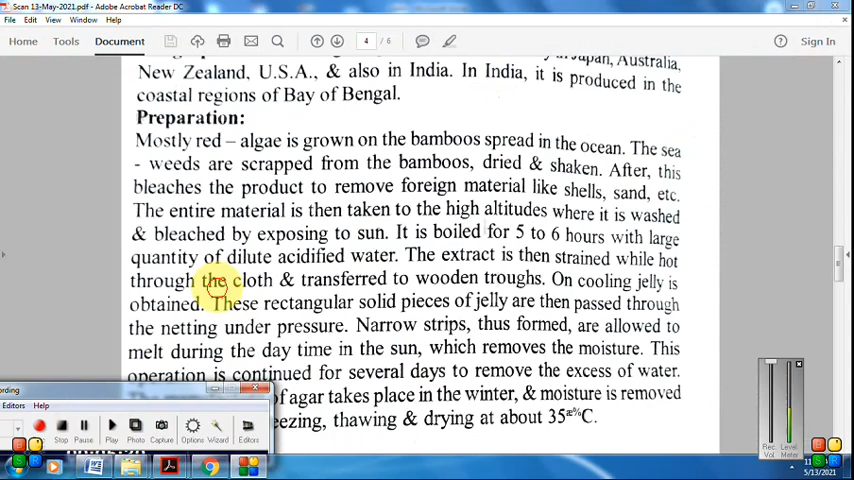 Scan 13-May-2021.pdf - Adobe Acrobat Reader DC
File Edit View Window Help
Home Tools Document 4 / 6 Sign In
Japan, Australia,
New Zealand, U.S.A., & also in India. In India, it is produced in the
coastal regions of Bay of Bengal.
Preparation:
Mostly red – algae is grown on the bamboos spread in the ocean. The sea
- weeds are scrapped from the bamboos, dried & shaken. After, this
bleaches the product to remove foreign material like shells, sand, etc.
The entire material is then taken to the high altitudes where it is washed
& bleached by exposing to sun. It is boiled for 5 to 6 hours with large
quantity of dilute acidified water. The extract is then strained while hot
through the cloth & transferred to wooden troughs. On cooling jelly is
obtained. These rectangular solid pieces of jelly are then passed through
the netting under pressure. Narrow strips, thus formed, are allowed to
melt during the day time in the sun, which removes the moisture. This
operation is continued for several days to remove the excess of water.
of agar takes place in the winter, & moisture is removed
eezing, thawing & drying at about 35æ%C.
ording
Editors Help
Record Stop Pause Play Photo Capture Options Wizard Editors
Rec. Vol Level Meter
5/13/2021